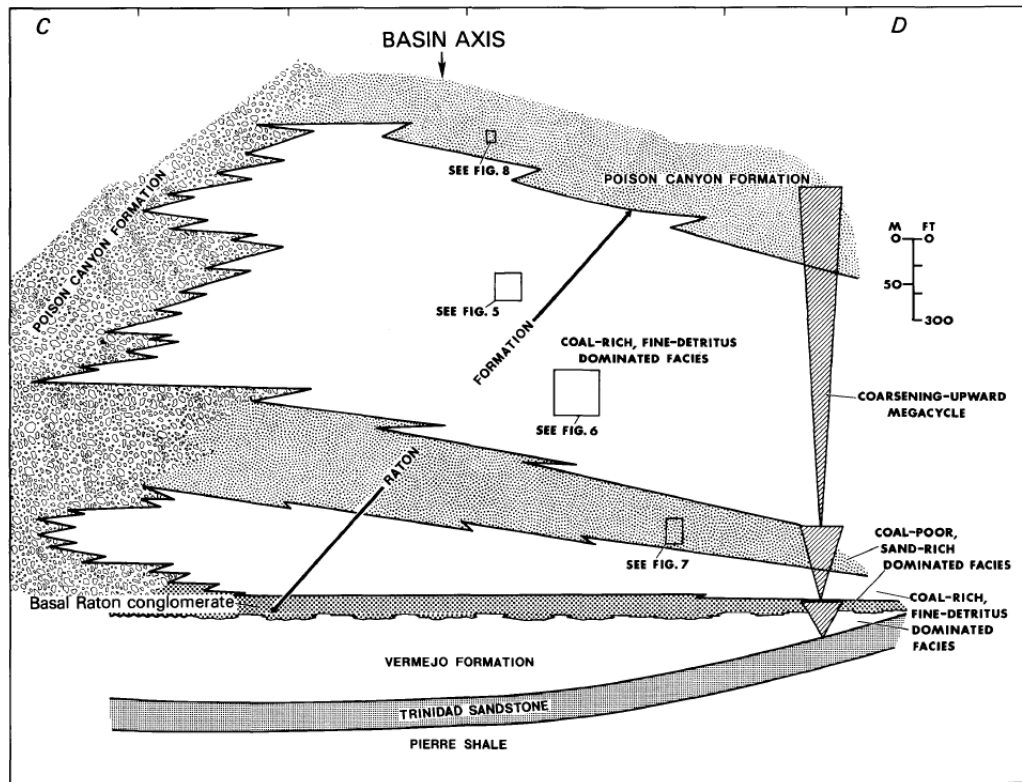 C
D
BASIN AXIS
SEE FIG. 8
POISON CANYON FORMATION
POISON CANYON FORMATION
M FT
0 0
50
300
SEE FIG. 5
FORMATION
COAL-RICH, FINE-DETRITUS
DOMINATED FACIES
SEE FIG. 6
COARSENING-UPWARD
MEGACYCLE
RATON
SEE FIG. 7
COAL-POOR,
SAND-RICH
DOMINATED FACIES
Basal Raton conglomerate
COAL-RICH,
FINE-DETRITUS
DOMINATED
FACIES
VERMEJO FORMATION
TRINIDAD SANDSTONE
PIERRE SHALE